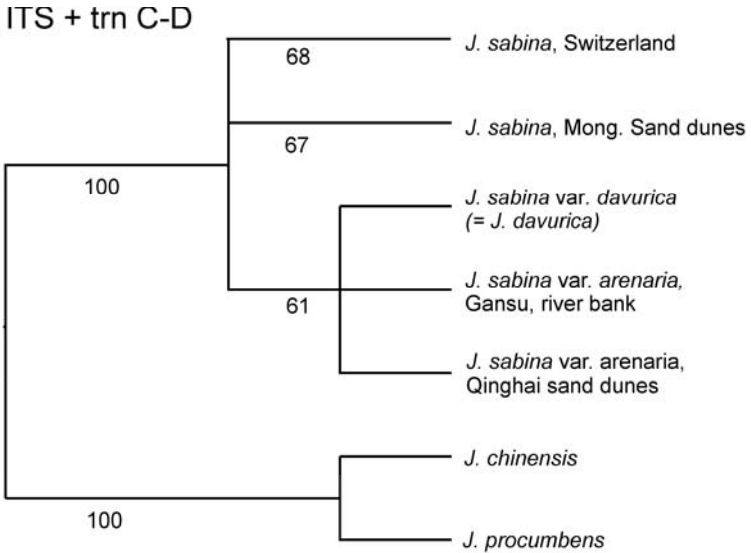 ITS + trn C-D
J. sabina, Switzerland
68
J. sabina, Mong. Sand dunes
67
100
J. sabina var. davurica
(= J. davurica)
J. sabina var. arenaria,
Gansu, river bank
61
J. sabina var. arenaria,
Qinghai sand dunes
J. chinensis
100
J. procumbens